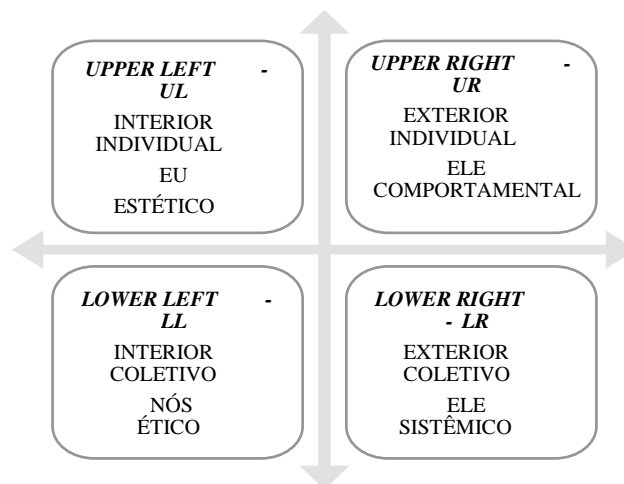 UPPER LEFT -
UL
INTERIOR
INDIVIDUAL
EU
ESTÉTICO
UPPER RIGHT -
UR
EXTERIOR
INDIVIDUAL
ELE
COMPORTAMENTAL
LOWER LEFT -
LL
INTERIOR
COLETIVO
NÓS
ÉTICO
LOWER RIGHT
- LR
EXTERIOR
COLETIVO
ELE
SISTÊMICO